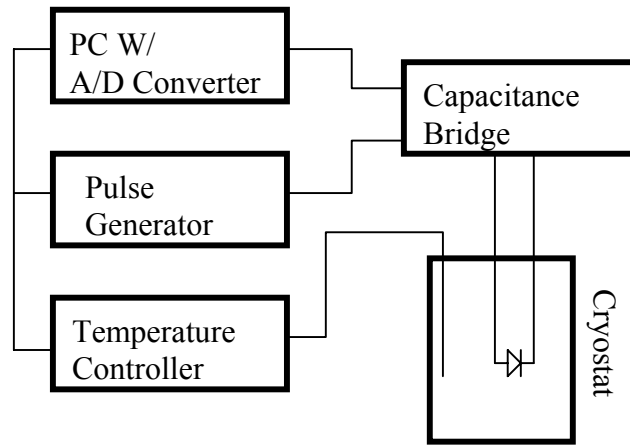 PC W/
A/D Converter
Capacitance
Bridge
Pulse
Generator
Temperature
Controller
Cryostat